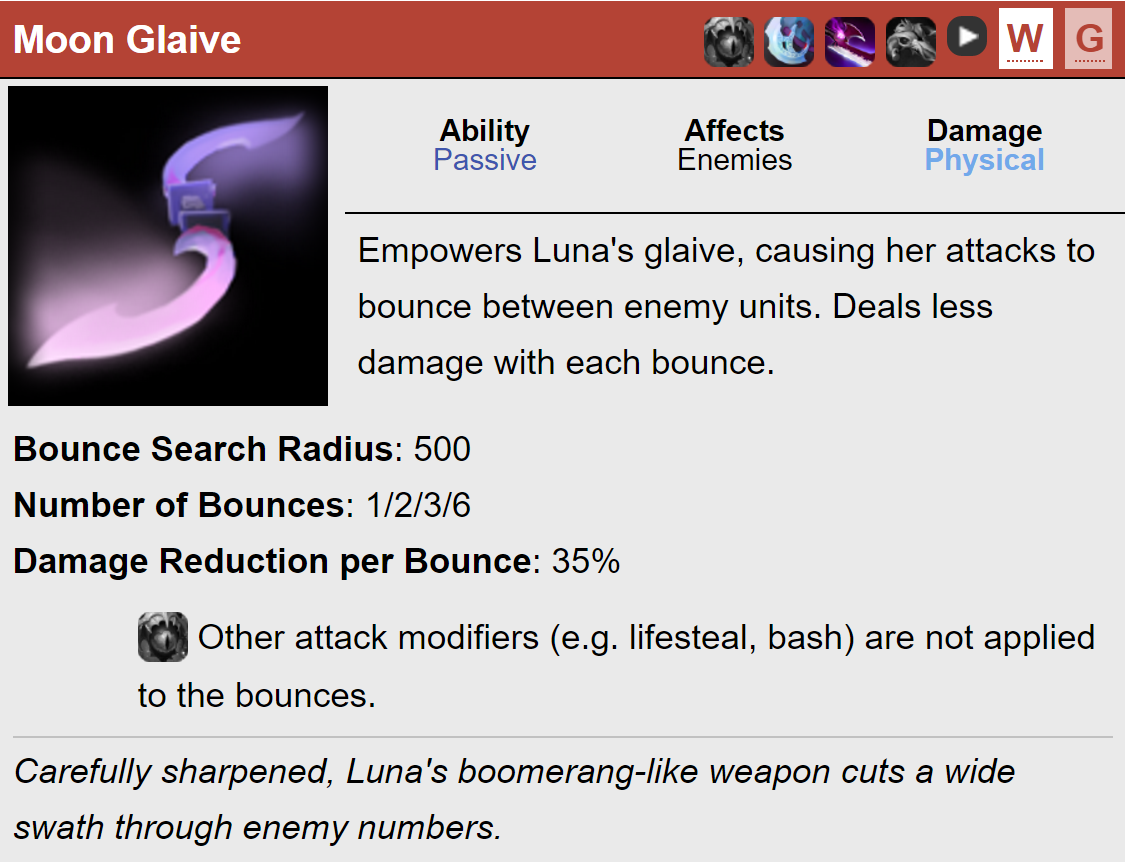 Moon Glaive
W G
Ability Affects Damage
Passive Enemies Physical
Empowers Luna's glaive, causing her attacks to
bounce between enemy units. Deals less
damage with each bounce.
Bounce Search Radius: 500
Number of Bounces: 1/2/3/6
Damage Reduction per Bounce: 35%
Other attack modifiers (e.g. lifesteal, bash) are not applied
to the bounces.
Carefully sharpened, Luna's boomerang-like weapon cuts a wide
swath through enemy numbers.